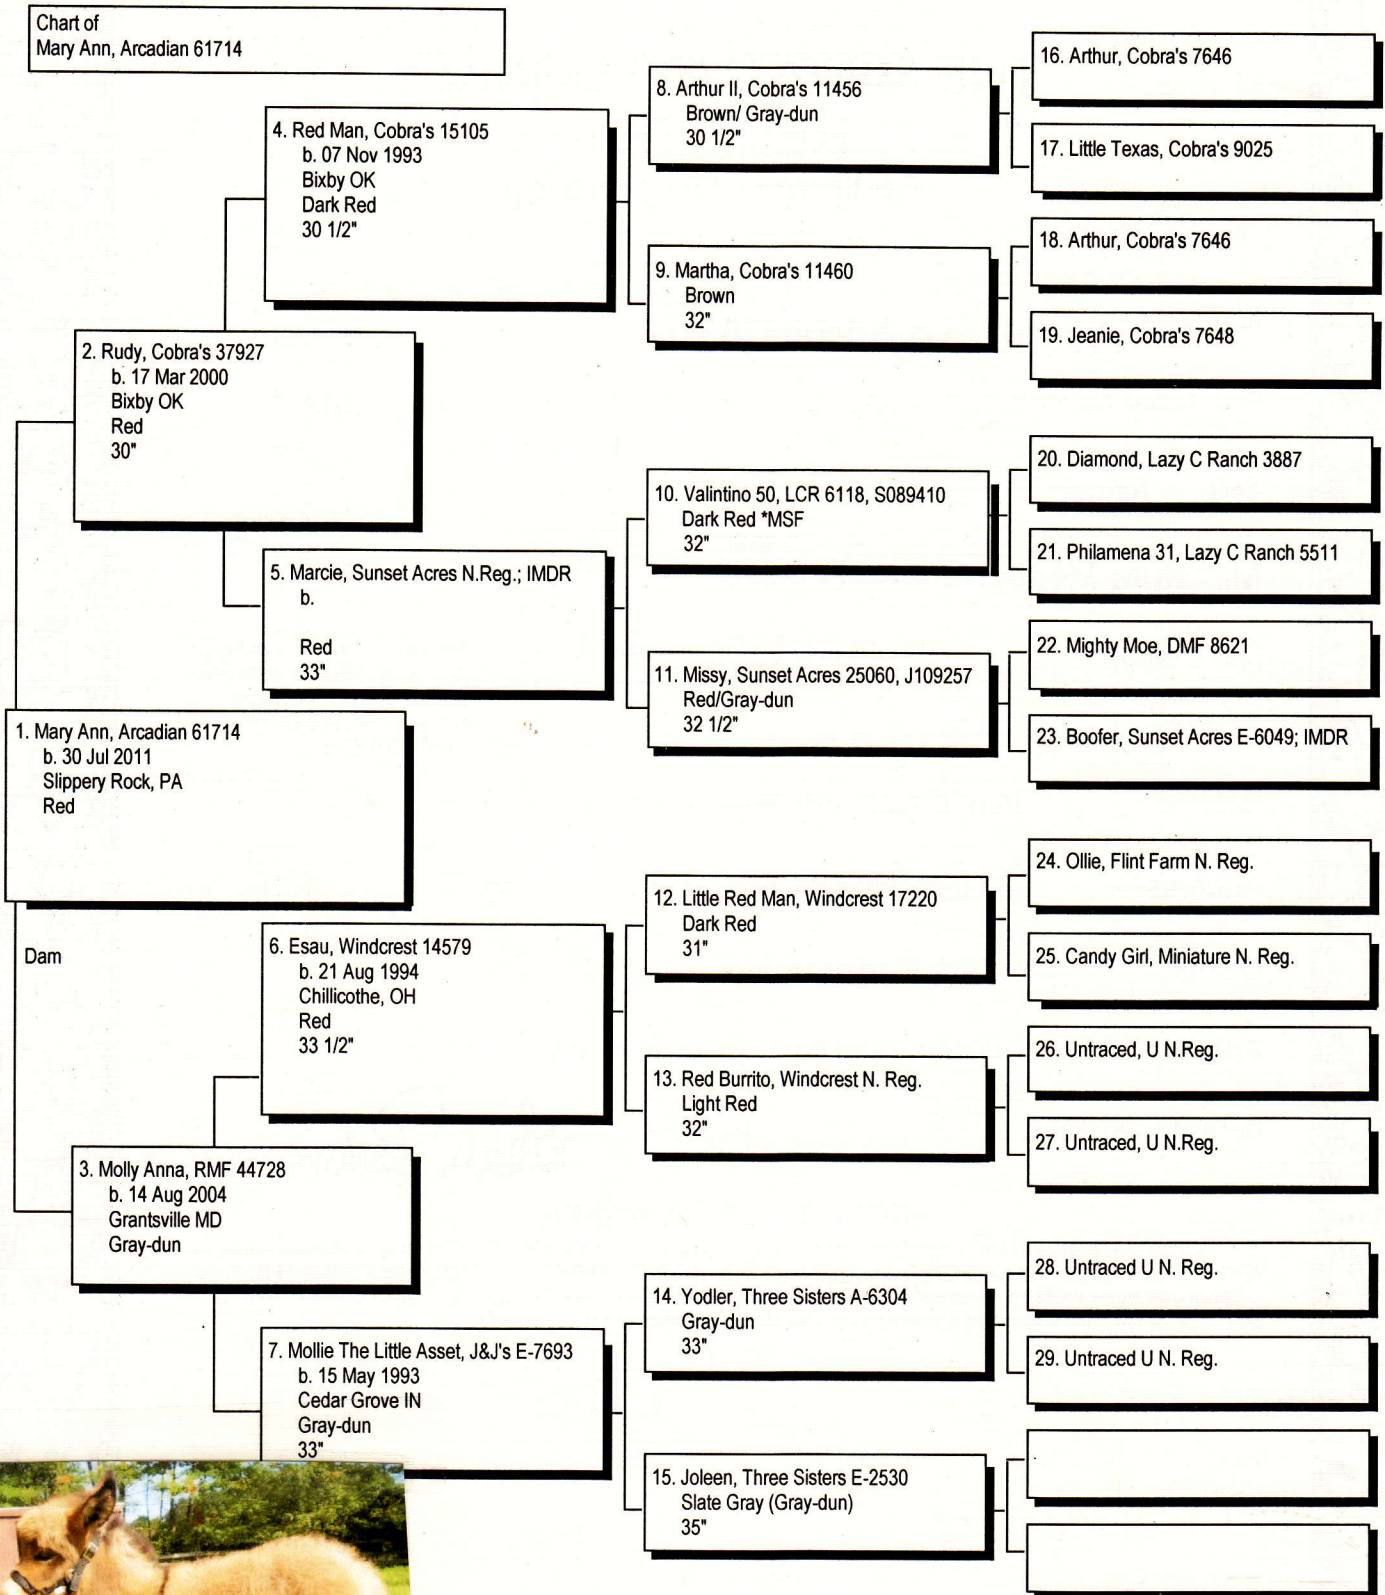 Chart of
Mary Ann, Arcadian 61714
1. Mary Ann, Arcadian 61714
b. 30 Jul 2011
Slippery Rock, PA
Red
Dam
2. Rudy, Cobra's 37927
b. 17 Mar 2000
Bixby OK
Red
30"
3. Molly Anna, RMF 44728
b. 14 Aug 2004
Grantsville MD
Gray-dun
4. Red Man, Cobra's 15105
b. 07 Nov 1993
Bixby OK
Dark Red
30 1/2"
5. Marcie, Sunset Acres N.Reg.; IMDR
b.
Red
33"
6. Esau, Windcrest 14579
b. 21 Aug 1994
Chillicothe, OH
Red
33 1/2"
7. Mollie The Little Asset, J&J's E-7693
b. 15 May 1993
Cedar Grove IN
Gray-dun
33"
8. Arthur II, Cobra's 11456
Brown/ Gray-dun
30 1/2"
9. Martha, Cobra's 11460
Brown
32"
10. Valintino 50, LCR 6118, S089410
Dark Red *MSF
32"
11. Missy, Sunset Acres 25060, J109257
Red/Gray-dun
32 1/2"
12. Little Red Man, Windcrest 17220
Dark Red
31"
13. Red Burrito, Windcrest N. Reg.
Light Red
32"
14. Yodler, Three Sisters A-6304
Gray-dun
33"
15. Joleen, Three Sisters E-2530
Slate Gray (Gray-dun)
35"
16. Arthur, Cobra's 7646
17. Little Texas, Cobra's 9025
18. Arthur, Cobra's 7646
19. Jeanie, Cobra's 7648
20. Diamond, Lazy C Ranch 3887
21. Philamena 31, Lazy C Ranch 5511
22. Mighty Moe, DMF 8621
23. Boofer, Sunset Acres E-6049; IMDR
24. Ollie, Flint Farm N. Reg.
25. Candy Girl, Miniature N. Reg.
26. Untraced, U N.Reg.
27. Untraced, U N.Reg.
28. Untraced U N. Reg.
29. Untraced U N. Reg.